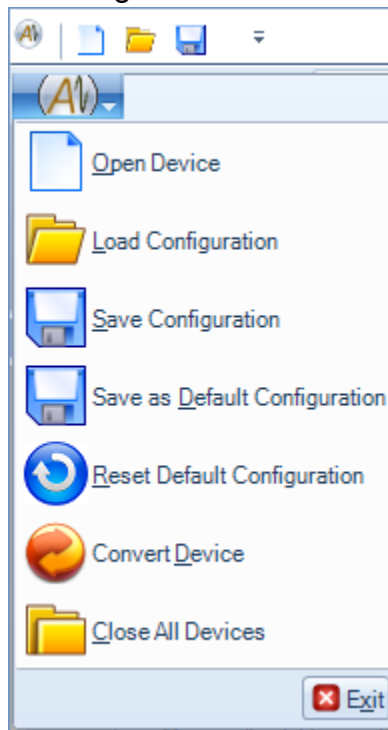 AV
Open Device
Load Configuration
Save Configuration
Save as Default Configuration
Reset Default Configuration
Convert Device
Close All Devices
Exit